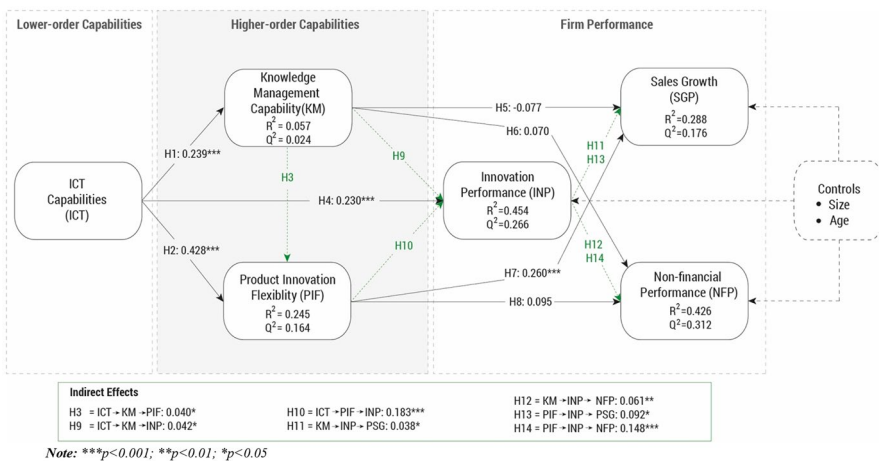 Lower-order Capabilities
Higher-order Capabilities
Firm Performance
Knowledge
Management
Capability(KM)
R² = 0.057
Q² = 0.024
Sales Growth
(SGP)
R²=0.288
Q²=0.176
H5: -0.077
H6: 0.070
H11
H13
H1: 0.239***
H9
H3
ICT
Capabilities
(ICT)
H4: 0.230***
Innovation
Performance (INP)
R²=0.454
Q²=0.266
Controls
• Size
• Age
H2: 0.428***
H10
H12
H14
H7: 0.260***
H8: 0.095
Product Innovation
Flexiblity (PIF)
R² = 0.245
Q² = 0.164
Non-financial
Performance (NFP)
R²=0.426
Q²=0.312
Indirect Effects
H3 = ICT→KM→PIF: 0.040*
H9 = ICT→KM→INP: 0.042*
H10 = ICT→PIF→INP: 0.183***
H11 = KM→INP→PSG: 0.038*
H12 = KM→INP→ NFP: 0.061**
H13 = PIF→INP→ PSG: 0.092*
H14 = PIF→INP→ NFP: 0.148***
Note: ***p<0.001; **p<0.01; *p<0.05